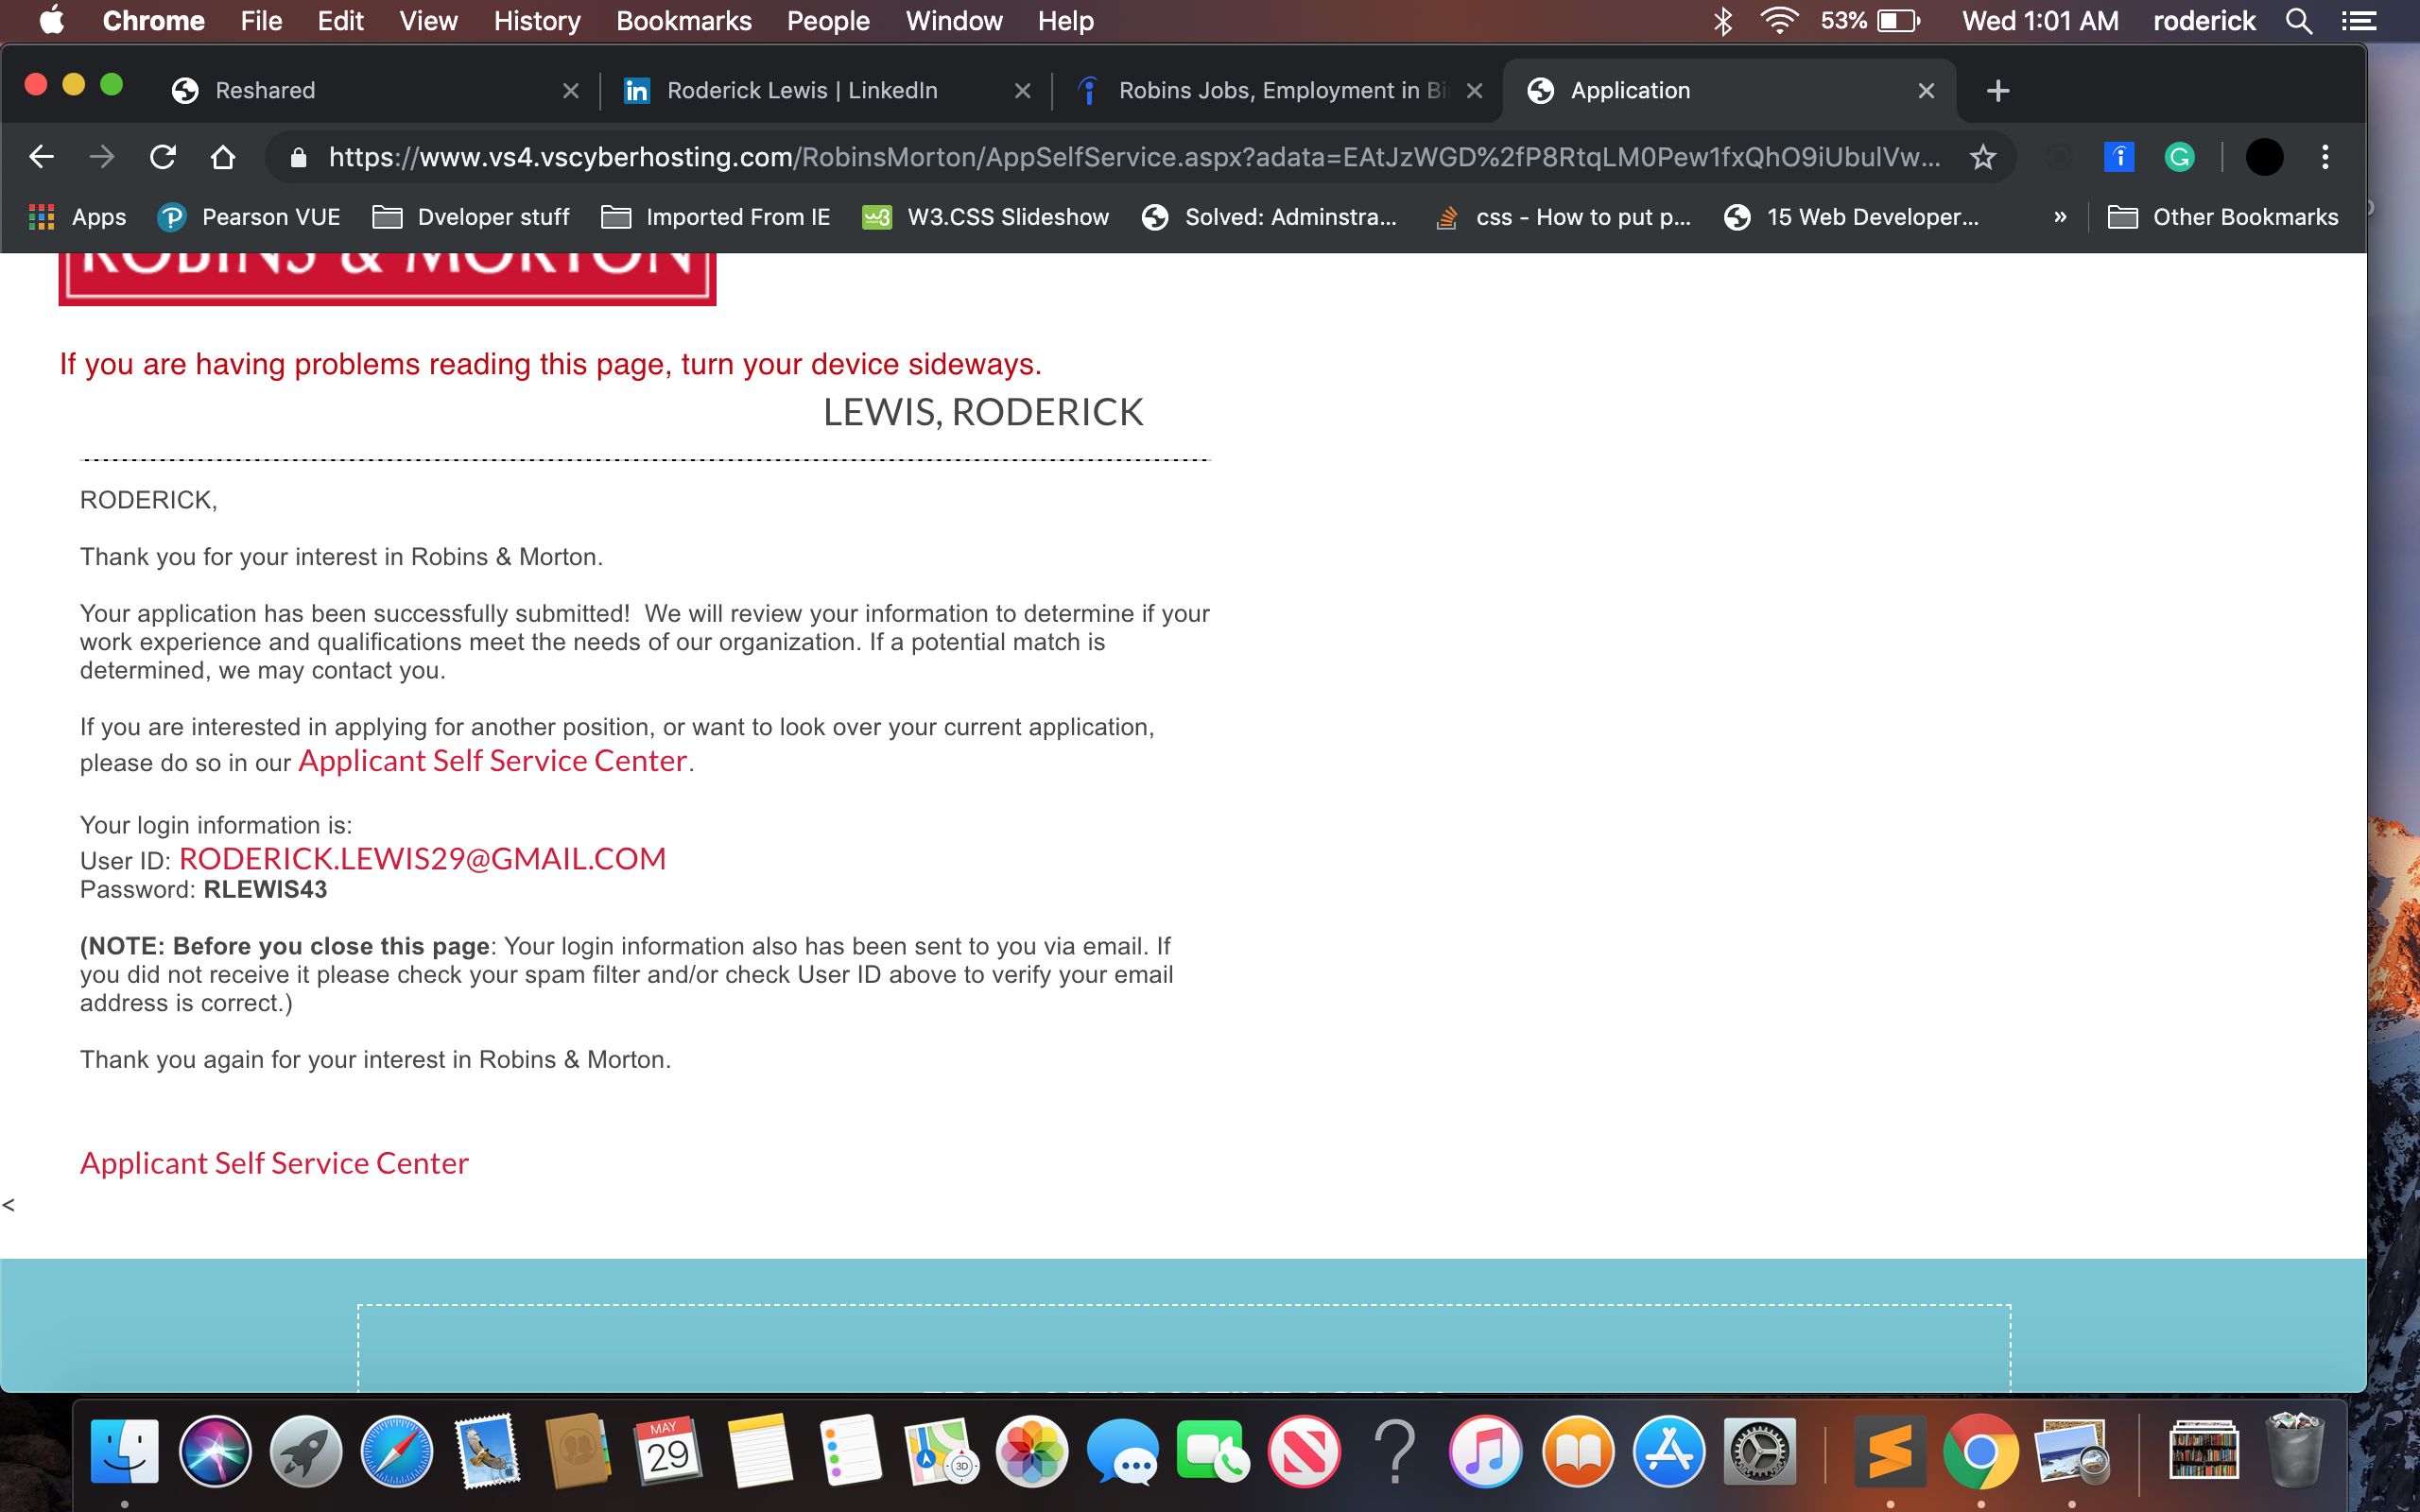 Chrome File Edit View History Bookmarks People Window Help 53% Wed 1:01 AM roderick
Reshared Roderick Lewis | LinkedIn Robins Jobs, Employment in Bi Application
https://www.vs4.vscyberhosting.com/RobinsMorton/AppSelfService.aspx?adata=EAtJzWGD%2fP8RtqLM0Pew1fxQhO9iUbulVw...
Apps Pearson VUE Dveloper stuff Imported From IE W3.CSS Slideshow Solved: Adminstra... css - How to put p... 15 Web Developer... » Other Bookmarks
ROBINS & MORTON
If you are having problems reading this page, turn your device sideways.
LEWIS, RODERICK
RODERICK,
Thank you for your interest in Robins & Morton.
Your application has been successfully submitted! We will review your information to determine if your
work experience and qualifications meet the needs of our organization. If a potential match is
determined, we may contact you.
If you are interested in applying for another position, or want to look over your current application,
please do so in our Applicant Self Service Center.
Your login information is:
User ID: RODERICK.LEWIS29@GMAIL.COM
Password: RLEWIS43
(NOTE: Before you close this page: Your login information also has been sent to you via email. If
you did not receive it please check your spam filter and/or check User ID above to verify your email
address is correct.)
Thank you again for your interest in Robins & Morton.
Applicant Self Service Center
<
MAY
29
3D